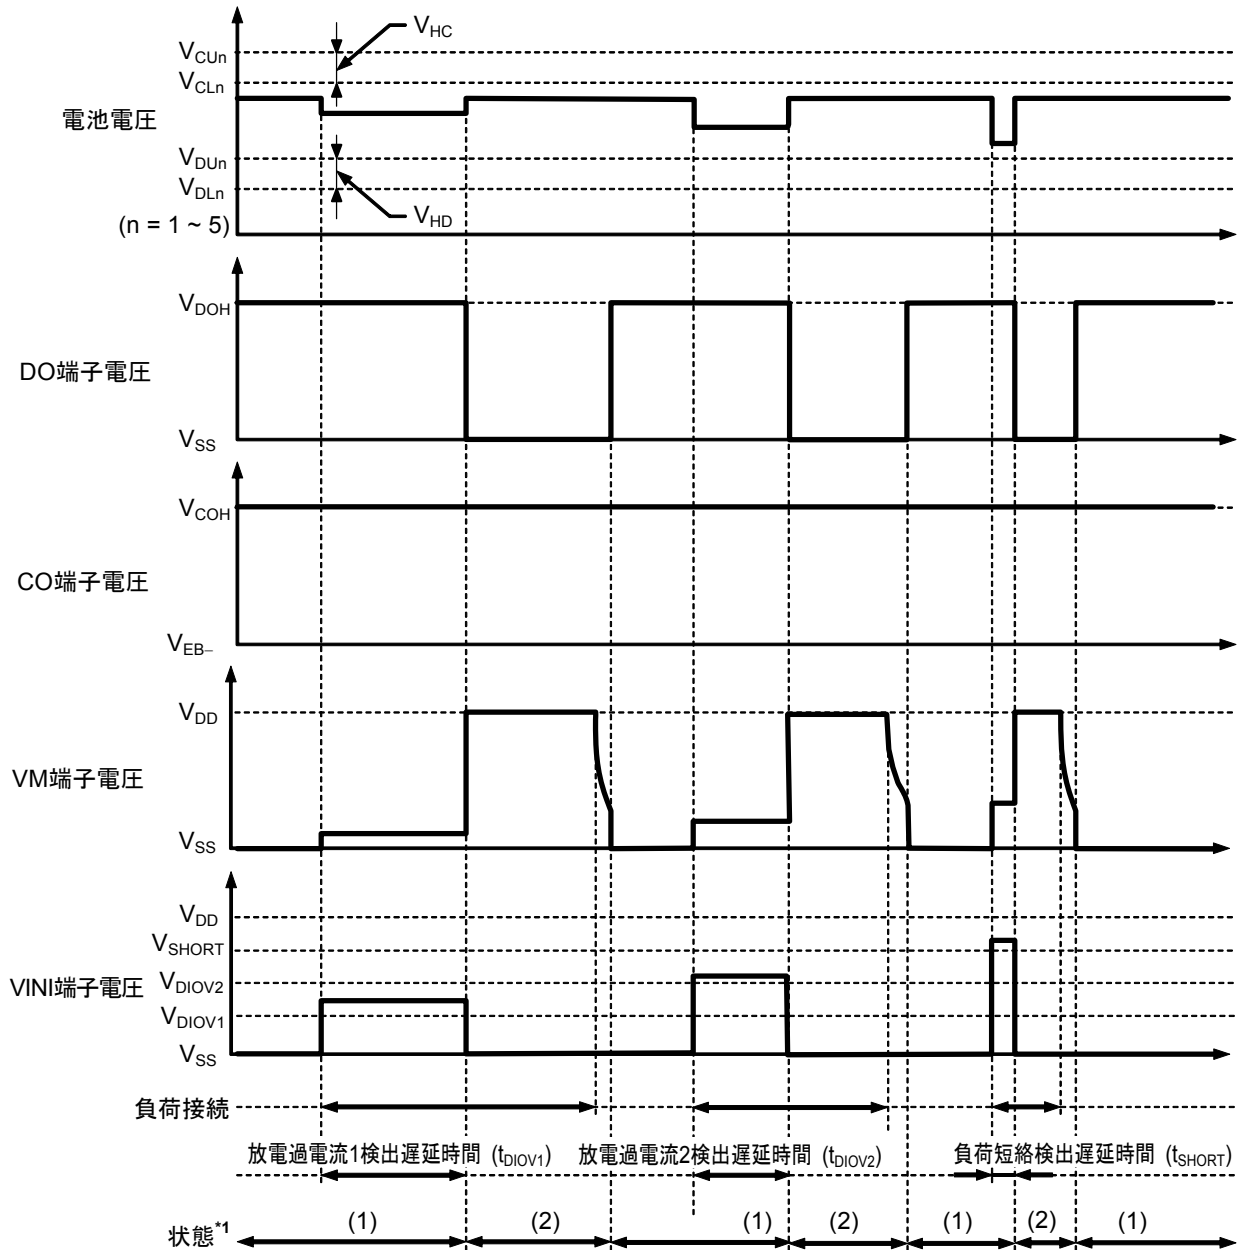 V_HC
V_CUn
V_CLn
電池電圧
V_DUn
V_DLn
V_HD
(n = 1 ~ 5)
V_DOH
DO端子電圧
V_SS
V_COH
CO端子電圧
V_EB−
V_DD
VM端子電圧
V_SS
V_DD
V_SHORT
VINI端子電圧
V_DIOV2
V_DIOV1
V_SS
負荷接続
放電過電流1検出遅延時間 (t_DIOV1) 放電過電流2検出遅延時間 (t_DIOV2) 負荷短絡検出遅延時間 (t_SHORT)
状態*1 (1) (2) (1) (2) (1) (2) (1)